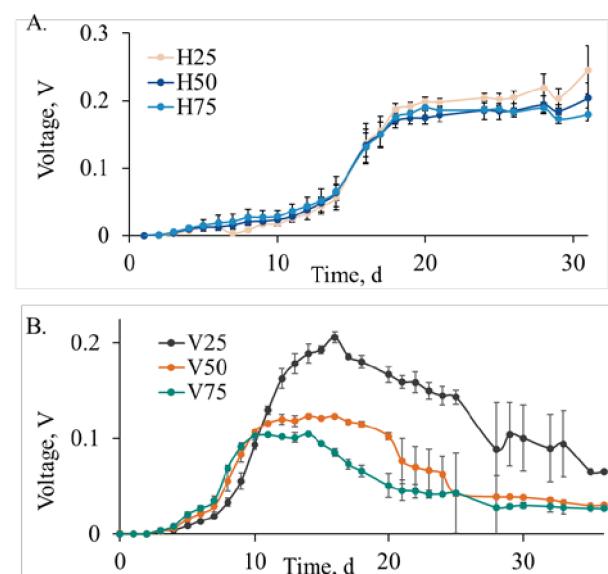 A.
0.3
H25
H50
H75
0.2
0.1
0
Voltage, V
0
10
20
30
Time, d
B.
V25
V50
V75
0.2
0.1
0
Voltage, V
0
10
20
30
Time, d